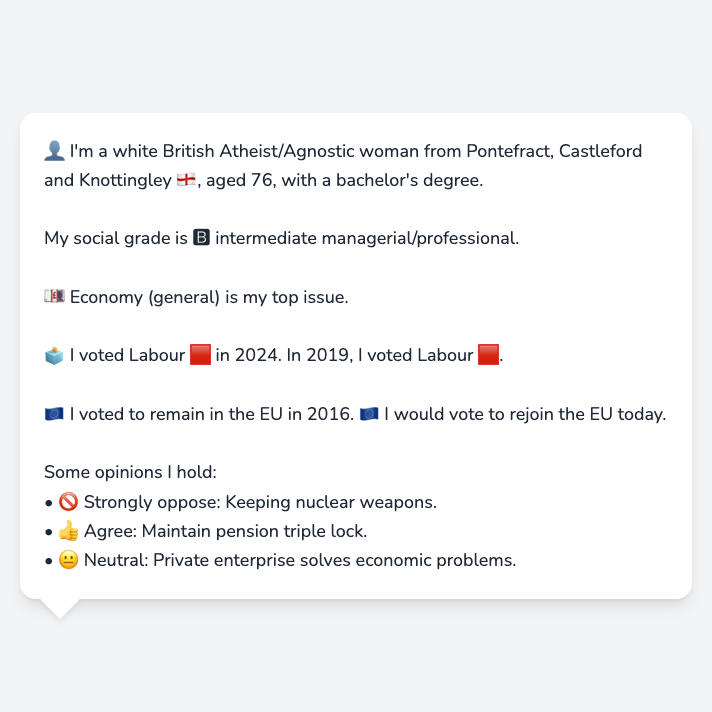 👤 I'm a white British Atheist/Agnostic woman from Pontefract, Castleford
and Knottingley 🏴󠁧󠁢󠁥󠁮󠁧󠁿, aged 76, with a bachelor's degree.
My social grade is 🅱 intermediate managerial/professional.
💷 Economy (general) is my top issue.
🗳️ I voted Labour 🟥 in 2024. In 2019, I voted Labour 🟥.
🇪🇺 I voted to remain in the EU in 2016. 🇪🇺 I would vote to rejoin the EU today.
Some opinions I hold:
• 🚫 Strongly oppose: Keeping nuclear weapons.
• 👍 Agree: Maintain pension triple lock.
• 😐 Neutral: Private enterprise solves economic problems.